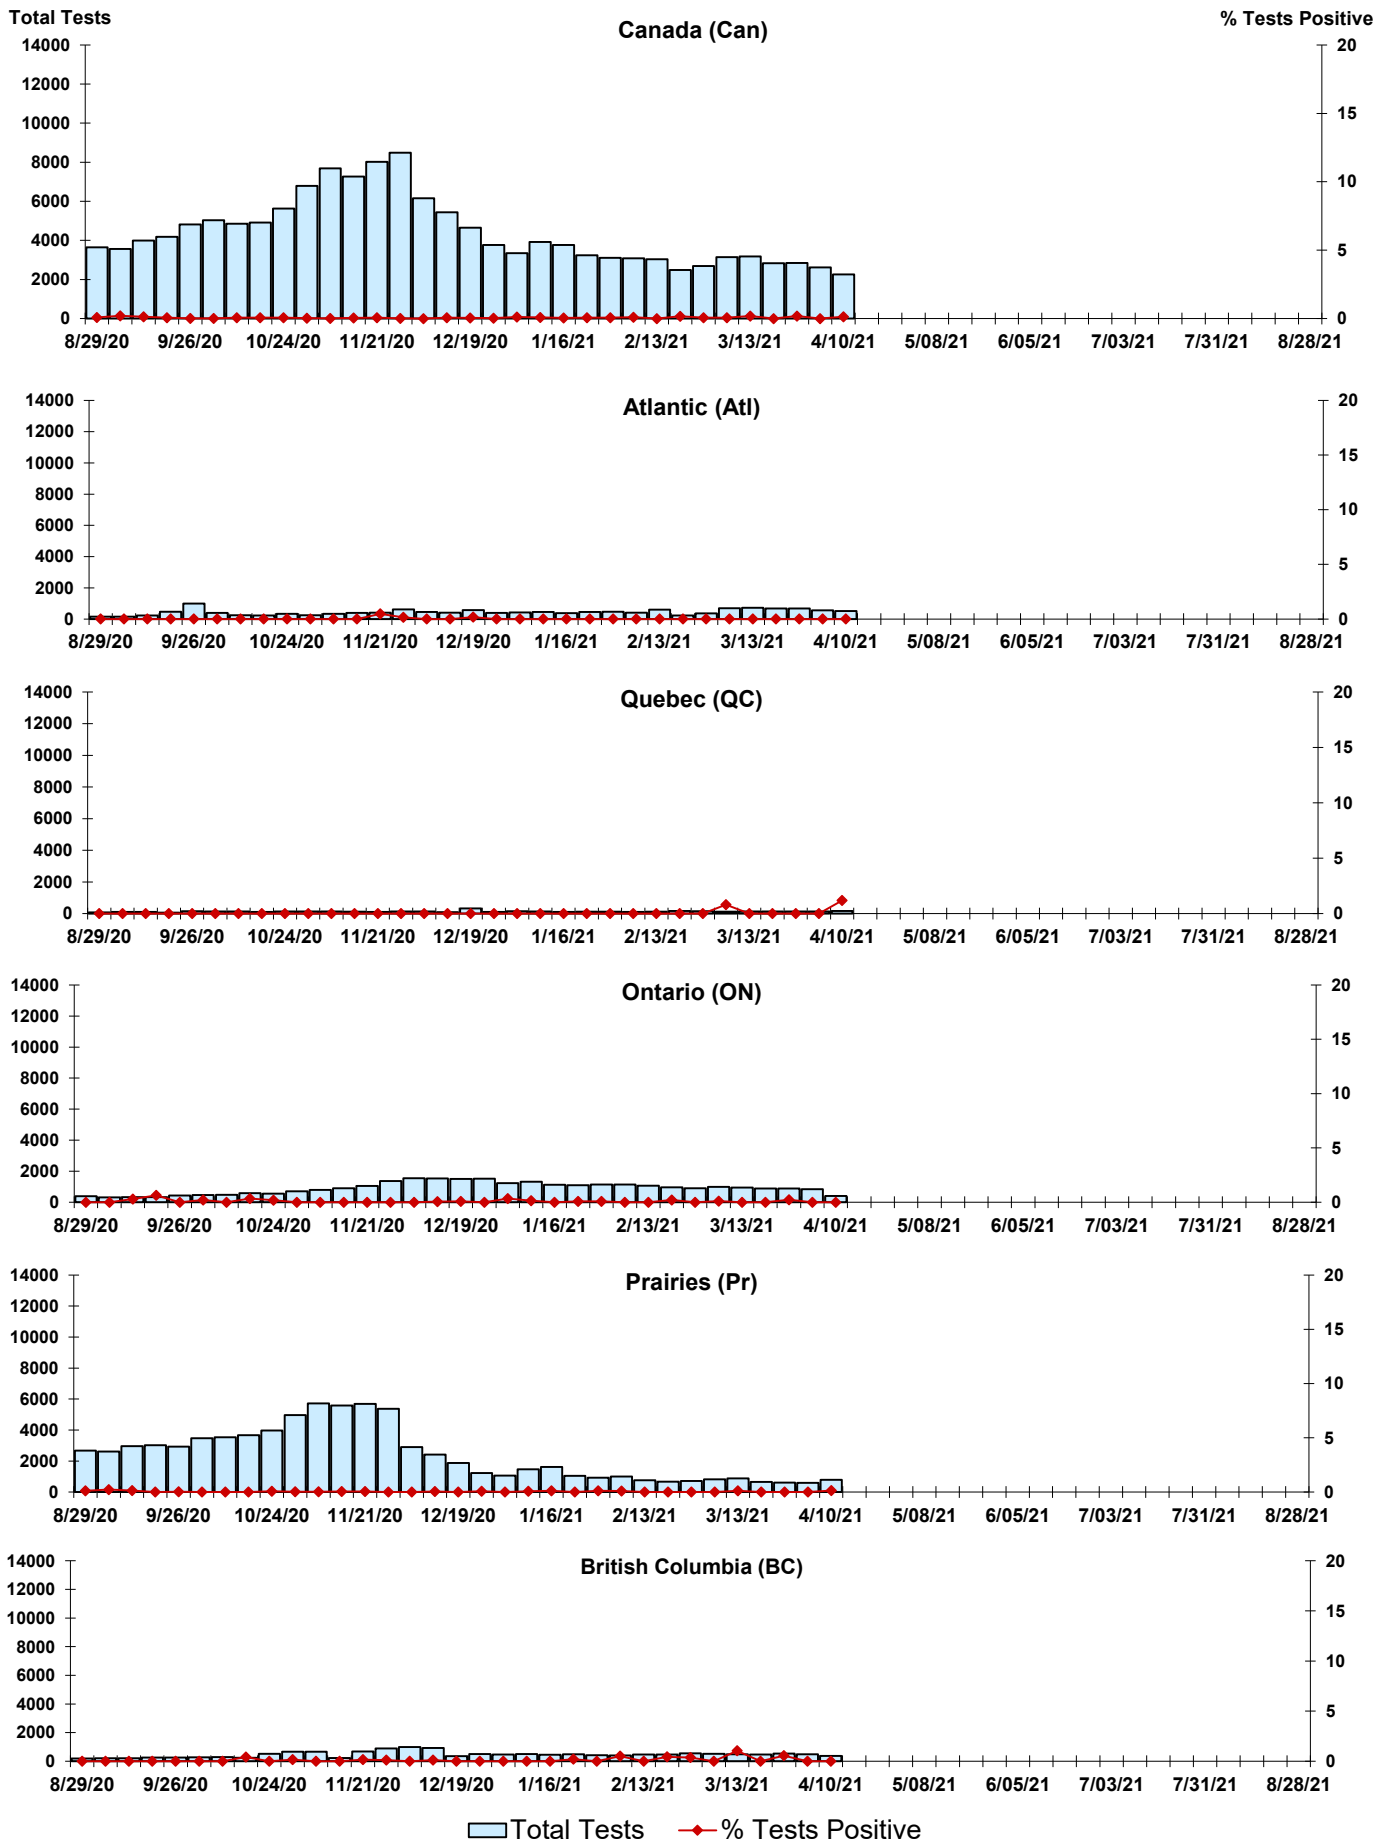 Total Tests
% Tests Positive
Canada (Can)
14000 12000 10000 8000 6000 4000 2000 0
20 15 10 5 0
8/29/20 9/26/20 10/24/20 11/21/20 12/19/20 1/16/21 2/13/21 3/13/21 4/10/21 5/08/21 6/05/21 7/03/21 7/31/21 8/28/21
Atlantic (Atl)
14000 12000 10000 8000 6000 4000 2000 0
20 15 10 5 0
8/29/20 9/26/20 10/24/20 11/21/20 12/19/20 1/16/21 2/13/21 3/13/21 4/10/21 5/08/21 6/05/21 7/03/21 7/31/21 8/28/21
Quebec (QC)
14000 12000 10000 8000 6000 4000 2000 0
20 15 10 5 0
8/29/20 9/26/20 10/24/20 11/21/20 12/19/20 1/16/21 2/13/21 3/13/21 4/10/21 5/08/21 6/05/21 7/03/21 7/31/21 8/28/21
Ontario (ON)
14000 12000 10000 8000 6000 4000 2000 0
20 15 10 5 0
8/29/20 9/26/20 10/24/20 11/21/20 12/19/20 1/16/21 2/13/21 3/13/21 4/10/21 5/08/21 6/05/21 7/03/21 7/31/21 8/28/21
Prairies (Pr)
14000 12000 10000 8000 6000 4000 2000 0
20 15 10 5 0
8/29/20 9/26/20 10/24/20 11/21/20 12/19/20 1/16/21 2/13/21 3/13/21 4/10/21 5/08/21 6/05/21 7/03/21 7/31/21 8/28/21
British Columbia (BC)
14000 12000 10000 8000 6000 4000 2000 0
20 15 10 5 0
8/29/20 9/26/20 10/24/20 11/21/20 12/19/20 1/16/21 2/13/21 3/13/21 4/10/21 5/08/21 6/05/21 7/03/21 7/31/21 8/28/21
Total Tests % Tests Positive